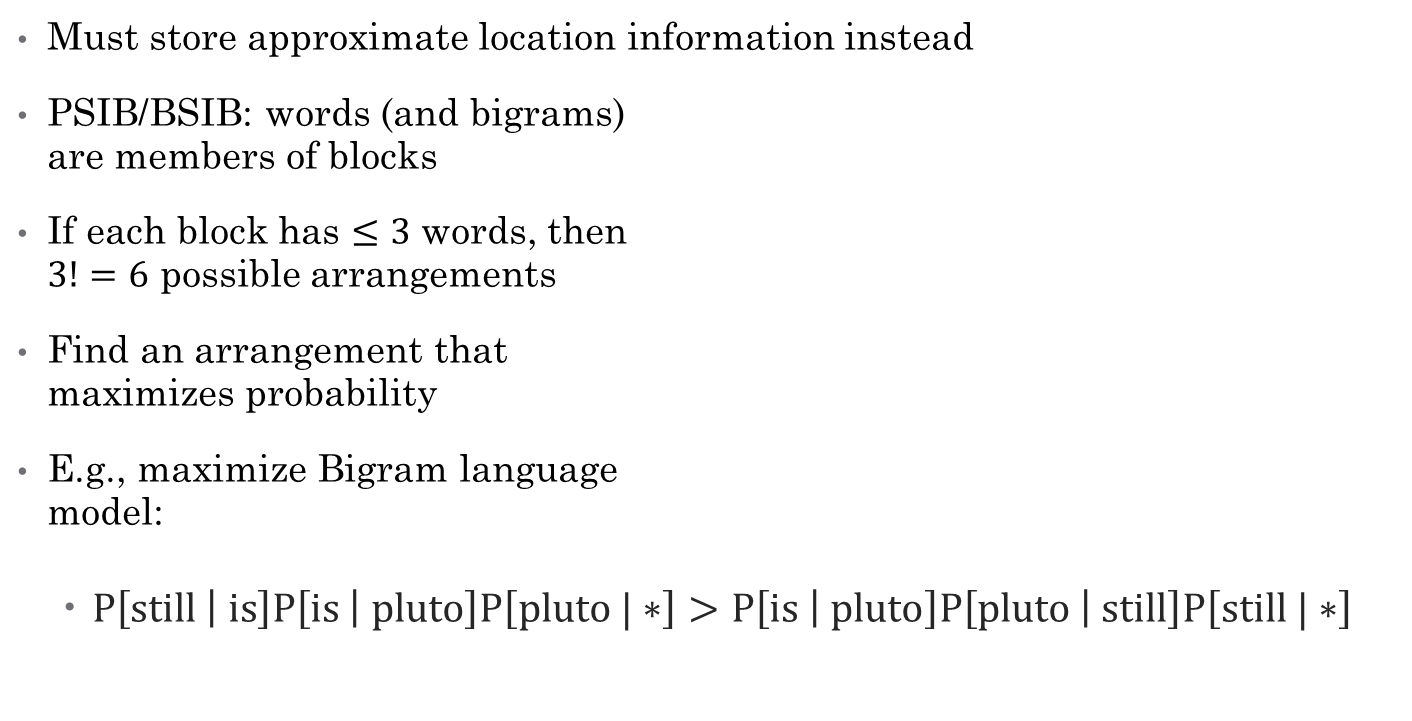 • Must store approximate location information instead
• PSIB/BSIB: words (and bigrams)
are members of blocks
• If each block has ≤ 3 words, then
3! = 6 possible arrangements
• Find an arrangement that
maximizes probability
• E.g., maximize Bigram language
model:
• P[still | is]P[is | pluto]P[pluto | ∗] > P[is | pluto]P[pluto | still]P[still | ∗]